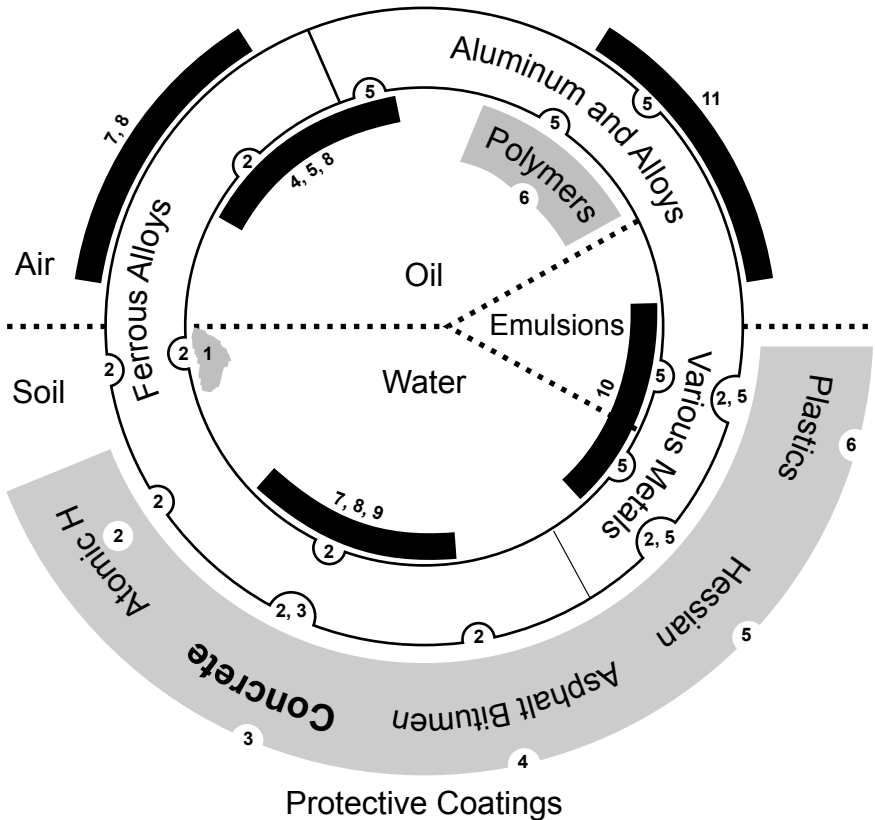 Aluminum and Alloys
5
5
11
7, 8
5
2
4, 5, 8
Polymers
6
Ferrous Alloys
Air
Oil
Emulsions
Soil
2
2
1
Water
10
5
Various Metals
2, 5
Plastics
6
5
7, 8, 9
2
2
2, 5
Atomic H
2
2, 3
2
Hessian
5
Concrete
3
Asphalt Bitumen
4
Protective Coatings